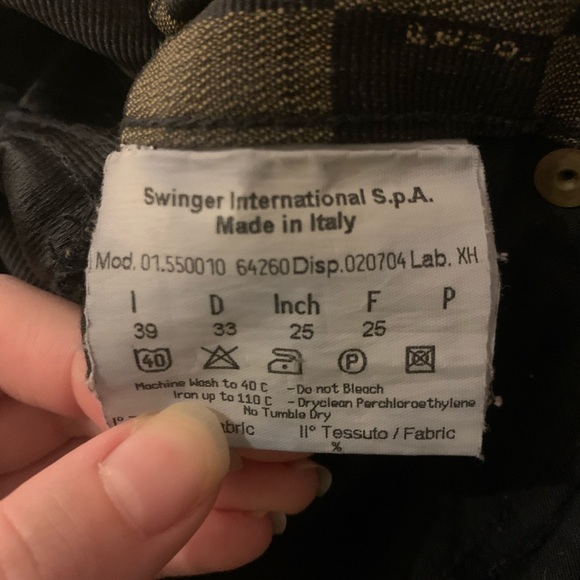 Swinger International S.p.A.
Made in Italy
Mod. 01.550010 64260 Disp.020704 Lab. XH
I D Inch F P
39 33 25 25
40 P
Machine Wash to 40 C - Do not Bleach
Iron up to 110 C - Dryclean Perchloroethylene
No Tumble Dry
II° Tessuto / Fabric
%